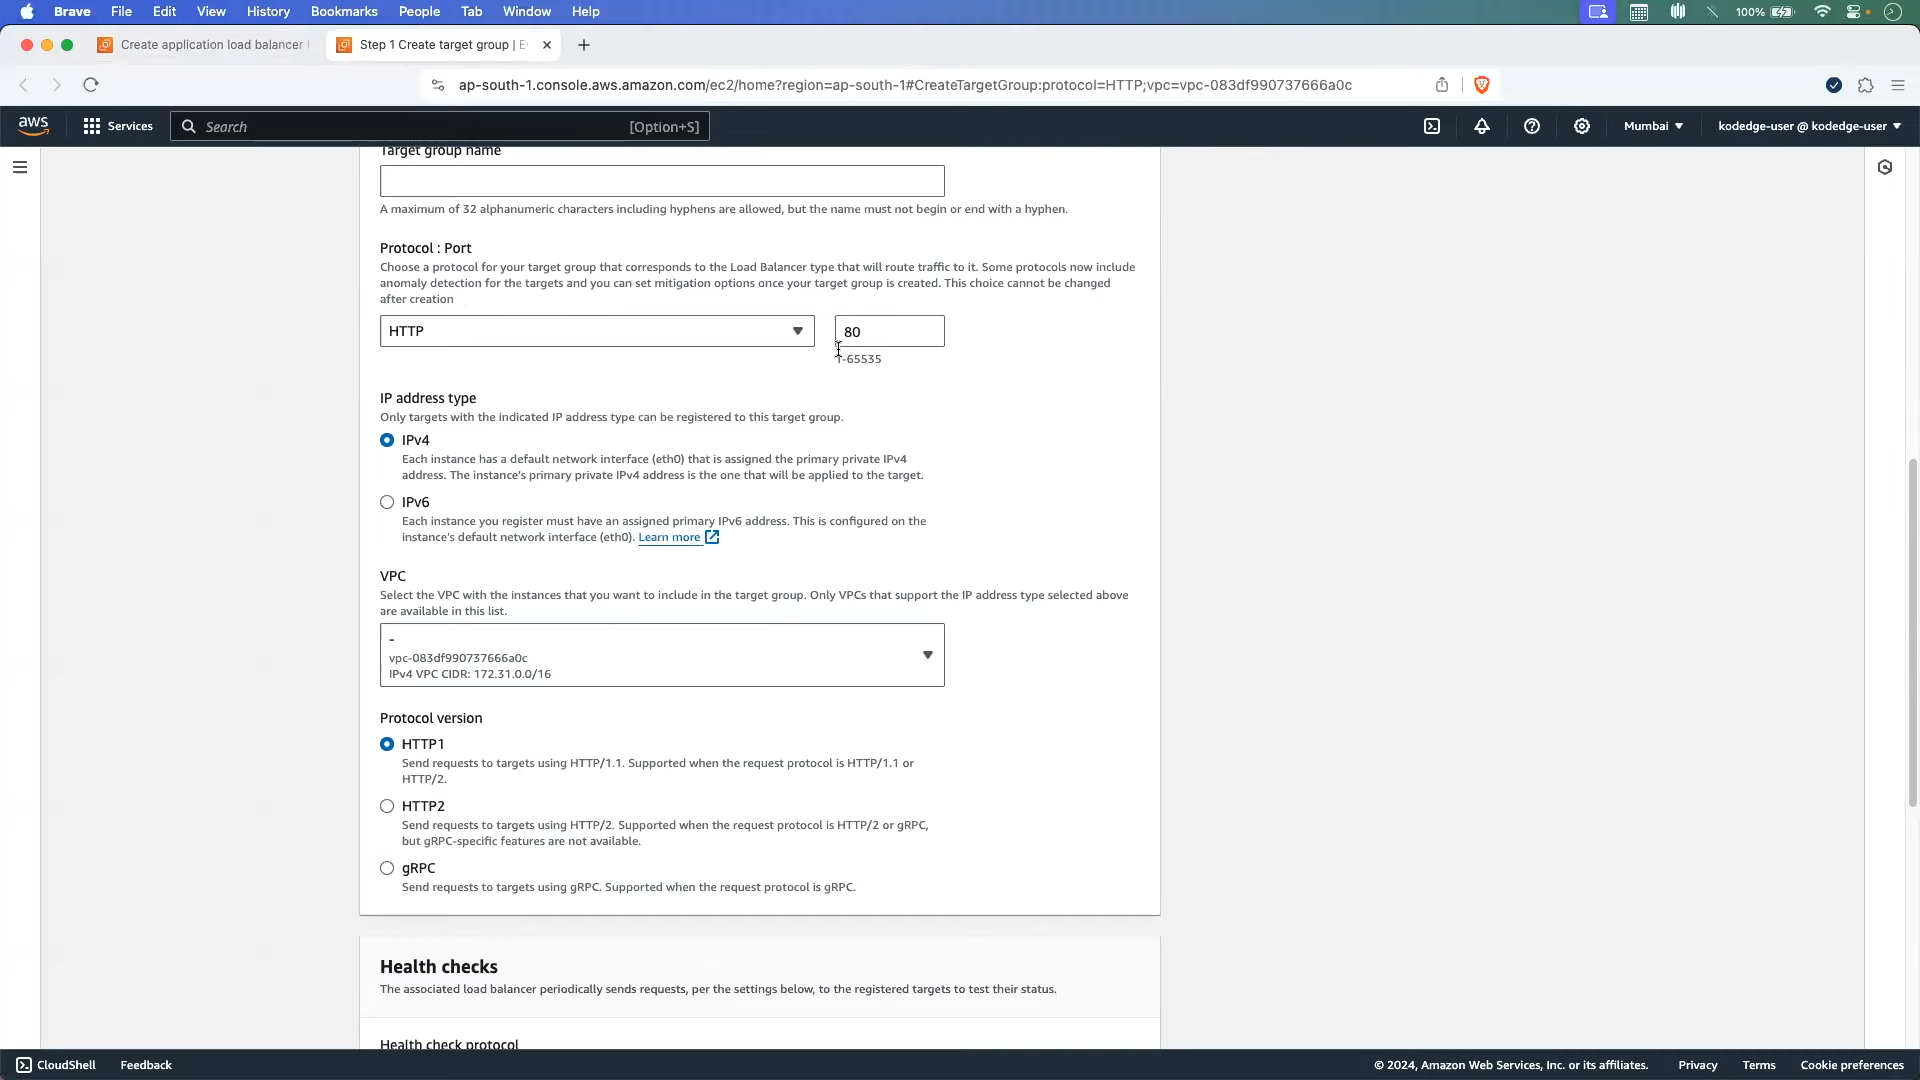 Brave File Edit View History Bookmarks People Tab Window Help 100%
Create application load balancer Step 1 Create target group | E
ap-south-1.console.aws.amazon.com/ec2/home?region=ap-south-1#CreateTargetGroup:protocol=HTTP;vpc=vpc-083df990737666a0c
aws Services Search [Option+S] Mumbai kodedge-user @ kodedge-user
Target group name
A maximum of 32 alphanumeric characters including hyphens are allowed, but the name must not begin or end with a hyphen.
Protocol : Port
Choose a protocol for your target group that corresponds to the Load Balancer type that will route traffic to it. Some protocols now include
anomaly detection for the targets and you can set mitigation options once your target group is created. This choice cannot be changed
after creation
HTTP 80
1-65535
IP address type
Only targets with the indicated IP address type can be registered to this target group.
IPv4
Each instance has a default network interface (eth0) that is assigned the primary private IPv4
address. The instance's primary private IPv4 address is the one that will be applied to the target.
IPv6
Each instance you register must have an assigned primary IPv6 address. This is configured on the
instance's default network interface (eth0). Learn more
VPC
Select the VPC with the instances that you want to include in the target group. Only VPCs that support the IP address type selected above
are available in this list.
-
vpc-083df990737666a0c
IPv4 VPC CIDR: 172.31.0.0/16
Protocol version
HTTP1
Send requests to targets using HTTP/1.1. Supported when the request protocol is HTTP/1.1 or
HTTP/2.
HTTP2
Send requests to targets using HTTP/2. Supported when the request protocol is HTTP/2 or gRPC,
but gRPC-specific features are not available.
gRPC
Send requests to targets using gRPC. Supported when the request protocol is gRPC.
Health checks
The associated load balancer periodically sends requests, per the settings below, to the registered targets to test their status.
Health check protocol
CloudShell Feedback © 2024, Amazon Web Services, Inc. or its affiliates. Privacy Terms Cookie preferences